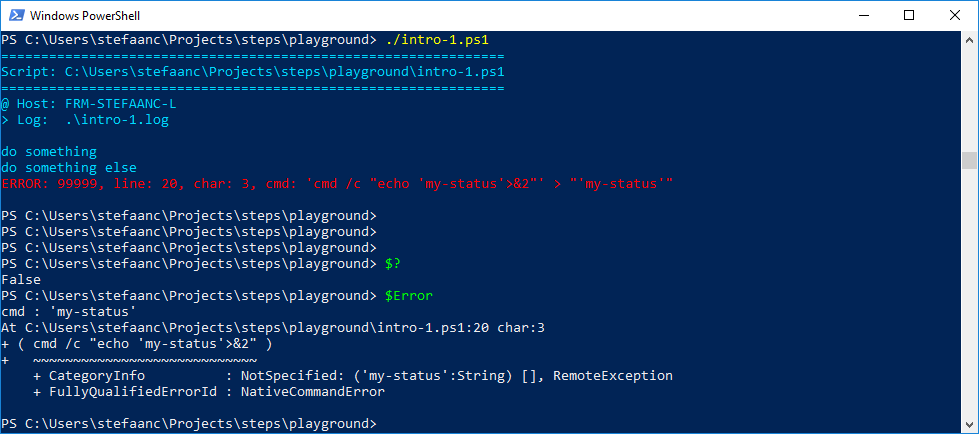 Windows PowerShell
PS C:\Users\stefaanc\Projects\steps\playground> ./intro-1.ps1
===============================================================
Script: C:\Users\stefaanc\Projects\steps\playground\intro-1.ps1
===============================================================
@ Host: FRM-STEFAANC-L
> Log:  .\intro-1.log
do something
do something else
ERROR: 99999, line: 20, char: 3, cmd: 'cmd /c "echo 'my-status'>&2"' > "'my-status'"
PS C:\Users\stefaanc\Projects\steps\playground>
PS C:\Users\stefaanc\Projects\steps\playground>
PS C:\Users\stefaanc\Projects\steps\playground>
PS C:\Users\stefaanc\Projects\steps\playground> $?
False
PS C:\Users\stefaanc\Projects\steps\playground> $Error
cmd : 'my-status'
At C:\Users\stefaanc\Projects\steps\playground\intro-1.ps1:20 char:3
+ ( cmd /c "echo 'my-status'>&2" )
+   ~~~~~~~~~~~~~~~~~~~~~~~~~~~~
    + CategoryInfo          : NotSpecified: ('my-status':String) [], RemoteException
    + FullyQualifiedErrorId : NativeCommandError
PS C:\Users\stefaanc\Projects\steps\playground>